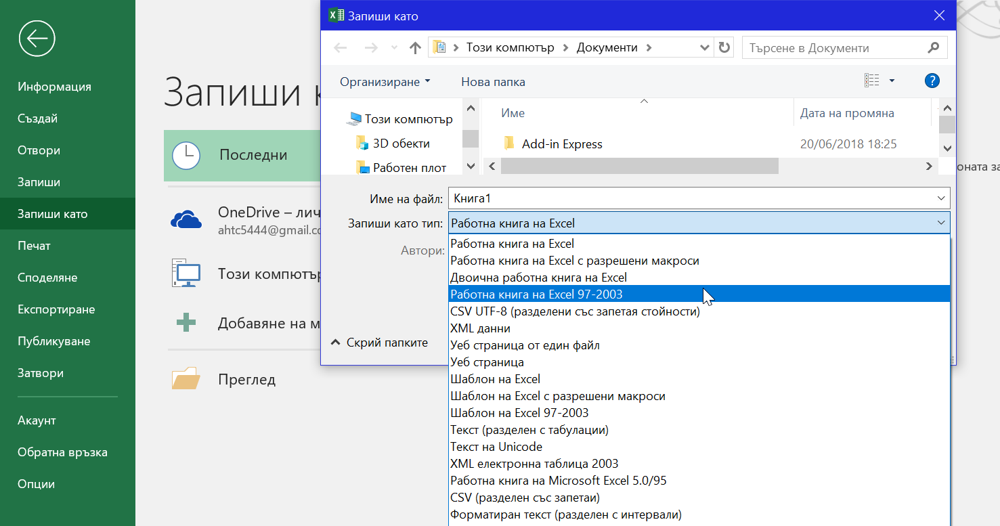 Информация
Създай
Отвори
Запиши
Запиши като
Печат
Споделяне
Експортиране
Публикуване
Затвори
Акаунт
Обратна връзка
Опции
Запиши
Последни
OneDrive – лич
ahtc5444@gmail.co
Този компютър
Добавяне на м
Преглед
Запиши като
Този компютър
Документи
Търсене в Документи
Организиране
Нова папка
Този компютър
3D обекти
Работен плот
Име
Дата на промяна
Add-in Express
20/06/2018 18:25
оната за
Име на файл: Книга1
Запиши като тип: Работна книга на Excel
Автори:
Скрий папките
Работна книга на Excel
Работна книга на Excel с разрешени макроси
Двоична работна книга на Excel
Работна книга на Excel 97-2003
CSV UTF-8 (разделени със запетая стойности)
XML данни
Уеб страница от един файл
Уеб страница
Шаблон на Excel
Шаблон на Excel с разрешени макроси
Шаблон на Excel 97-2003
Текст (разделен с табулации)
Текст на Unicode
XML електронна таблица 2003
Работна книга на Microsoft Excel 5.0/95
CSV (разделен със запетаи)
Форматиран текст (разделен с интервали)